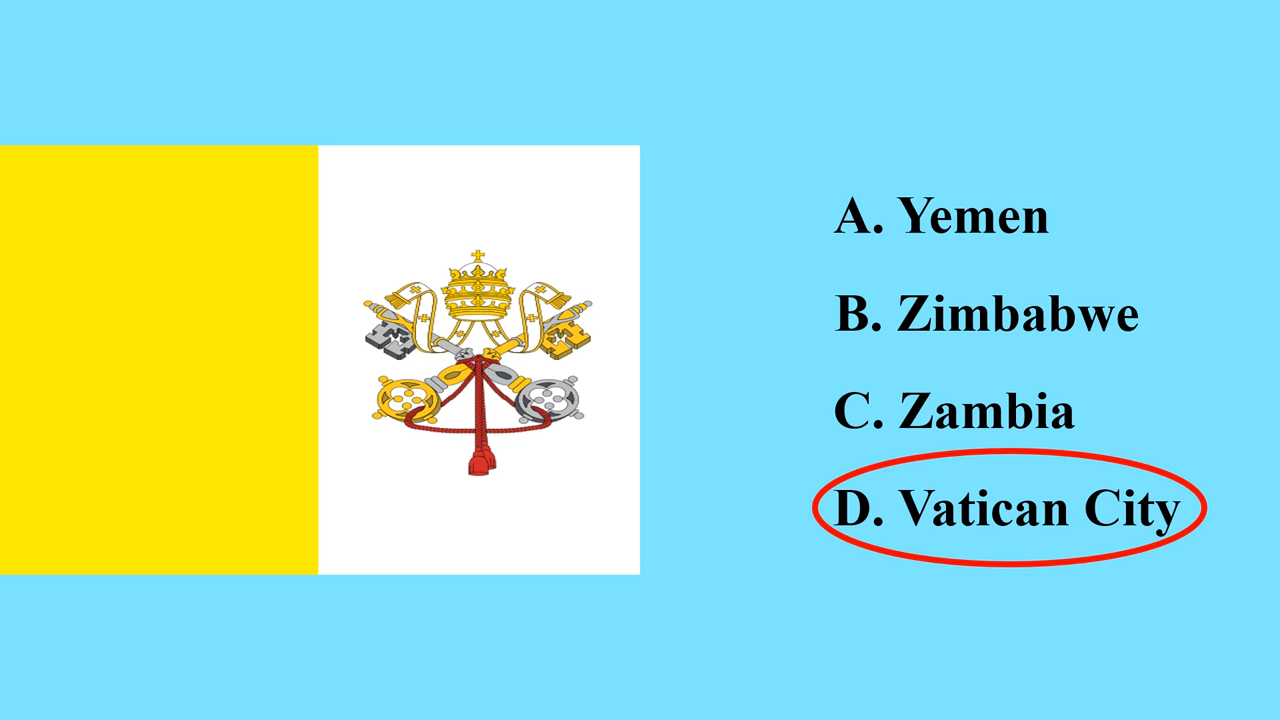 A. Yemen
B. Zimbabwe
C. Zambia
D. Vatican City